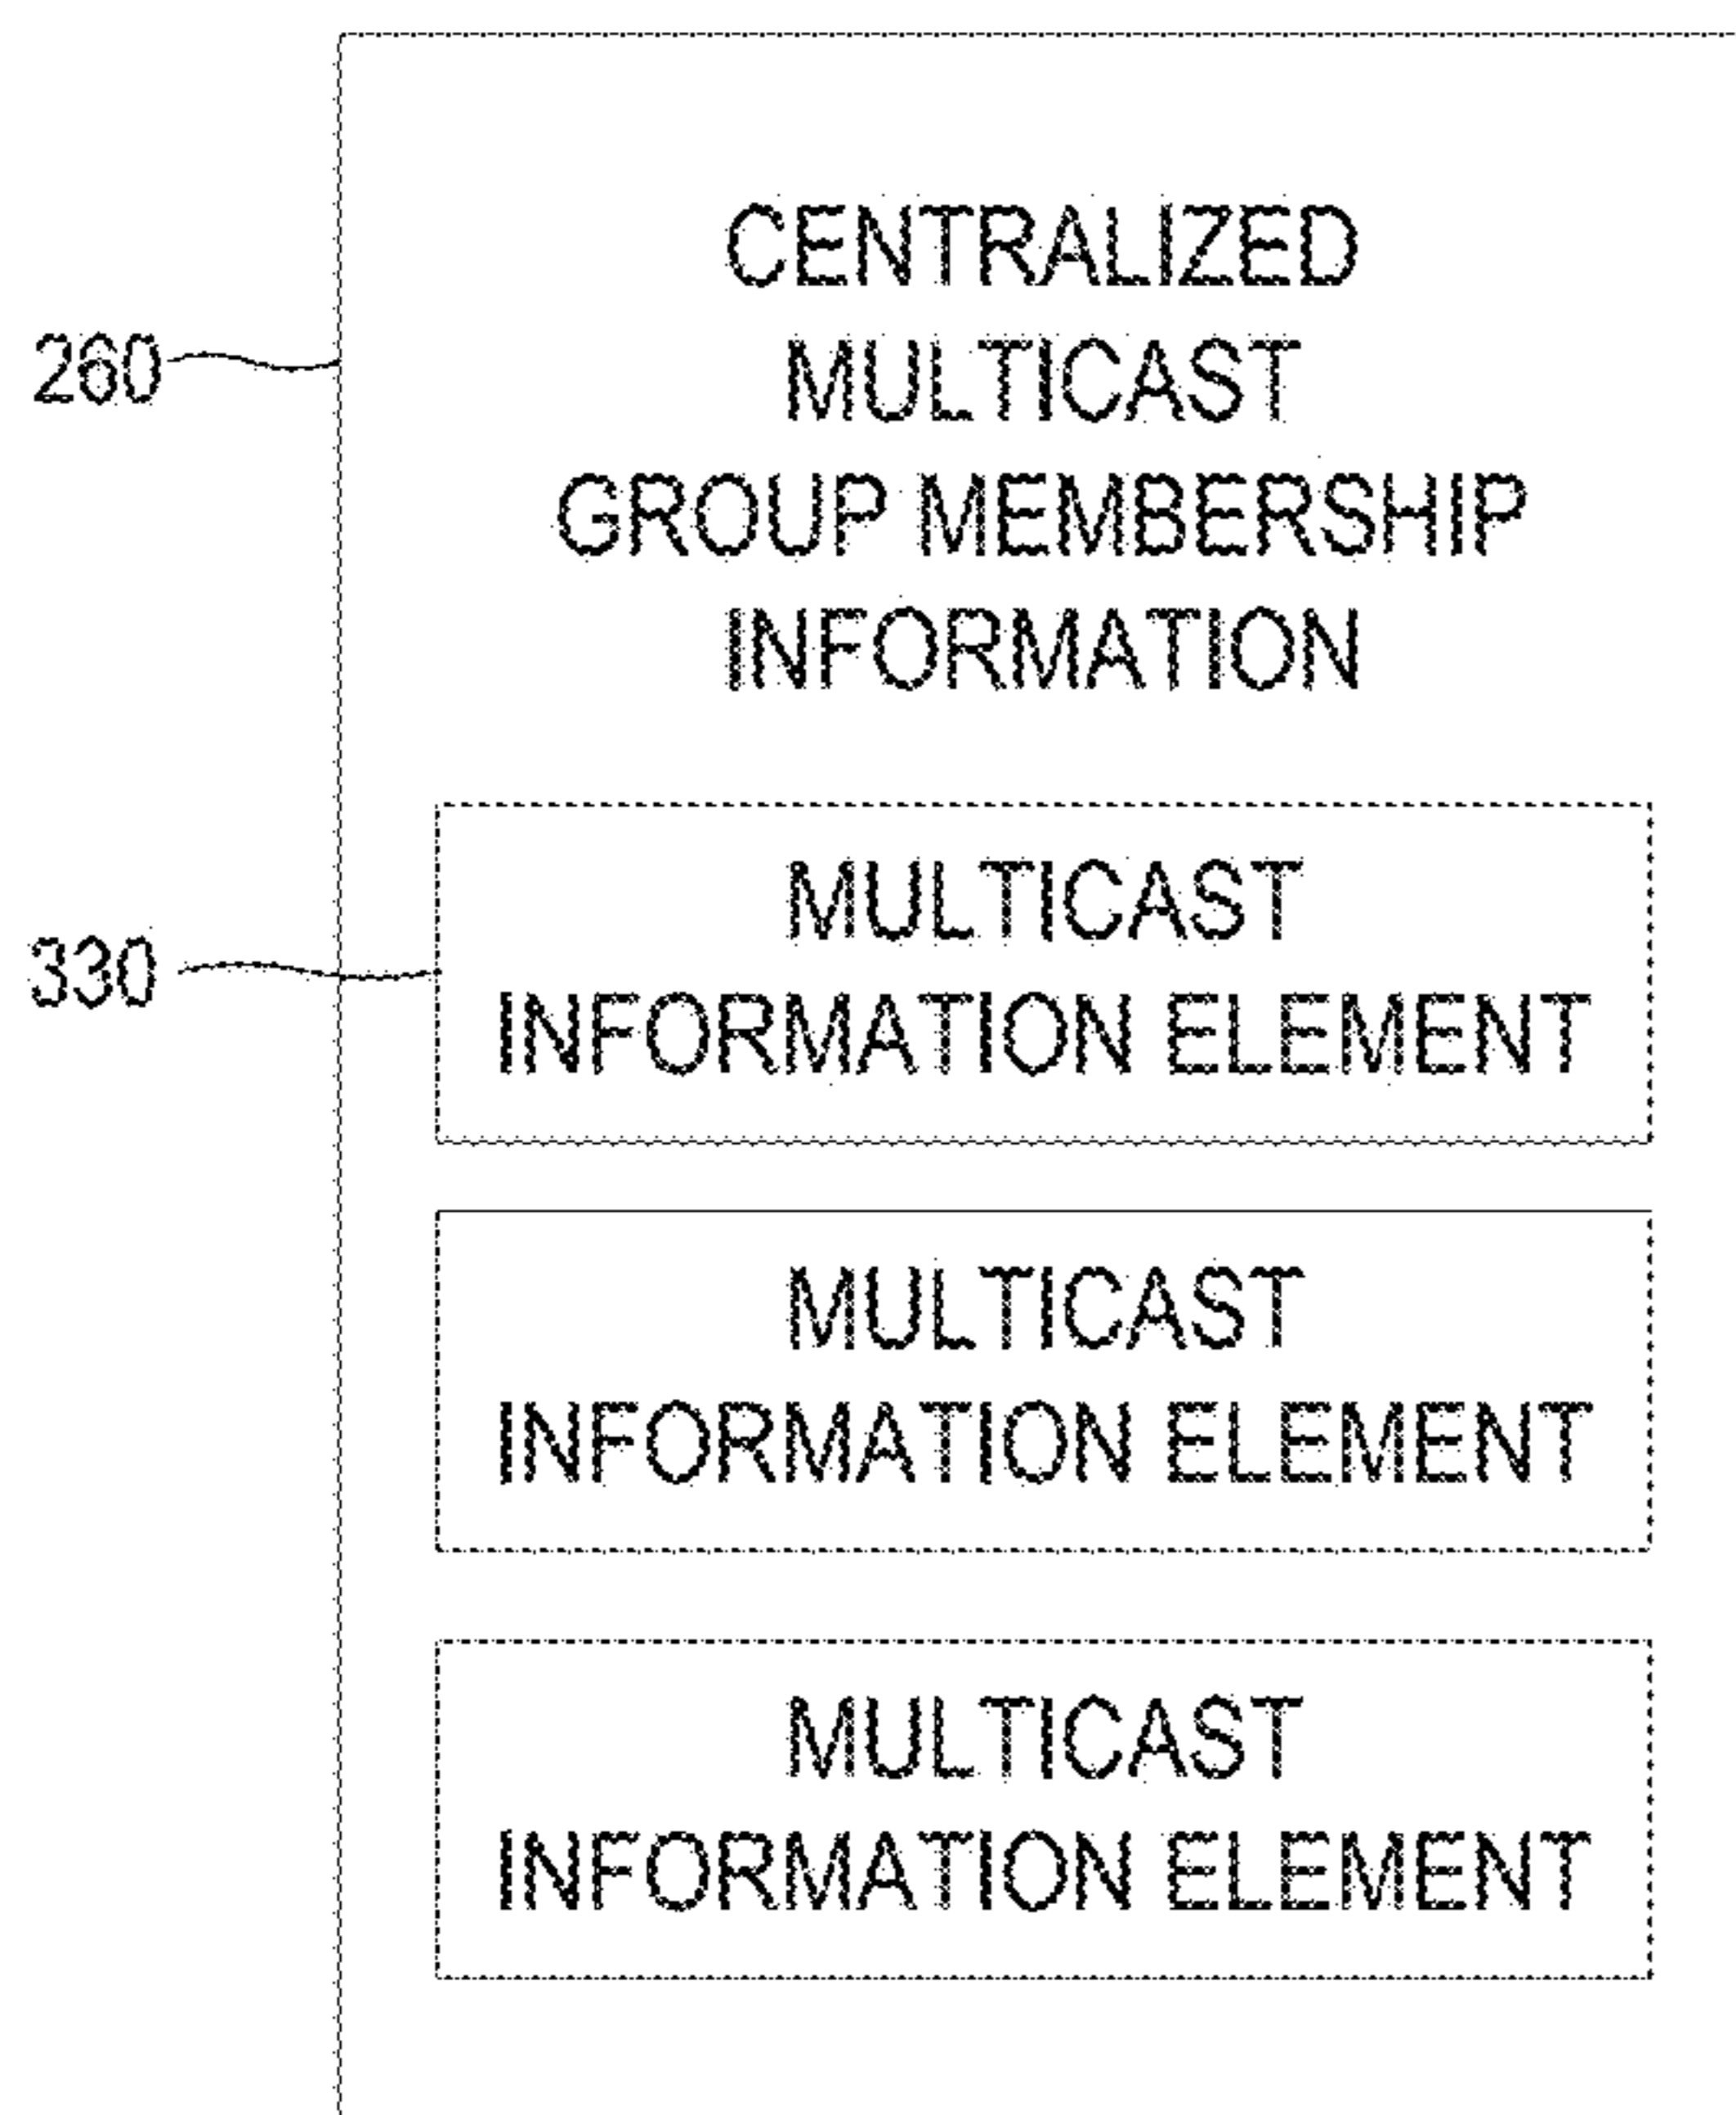 CENTRALIZED
260
MULTICAST
GROUP MEMBERSHIP
INFORMATION
MULTICAST
330
INFORMATION ELEMENT
MULTICAST
INFORMATION ELEMENT
MULTICAST
INFORMATION ELEMENT